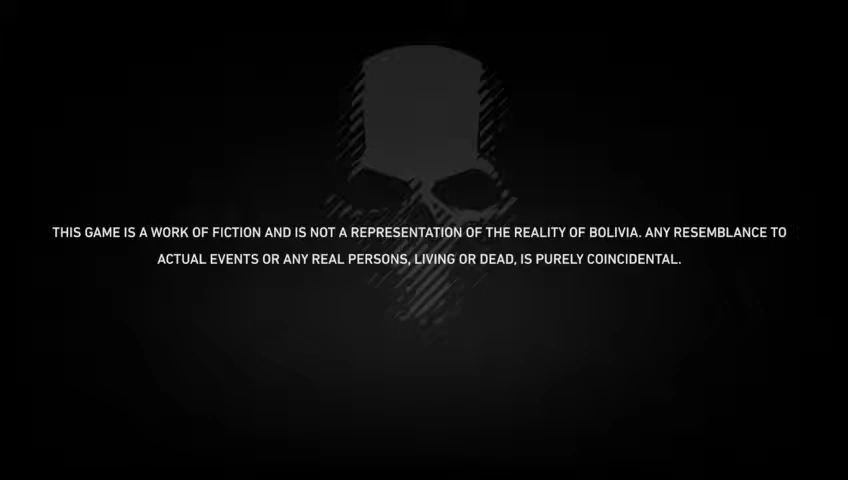 THIS GAME IS A WORK OF FICTION AND IS NOT A REPRESENTATION OF THE REALITY OF BOLIVIA. ANY RESEMBLANCE TO
ACTUAL EVENTS OR ANY REAL PERSONS, LIVING OR DEAD, IS PURELY COINCIDENTAL.